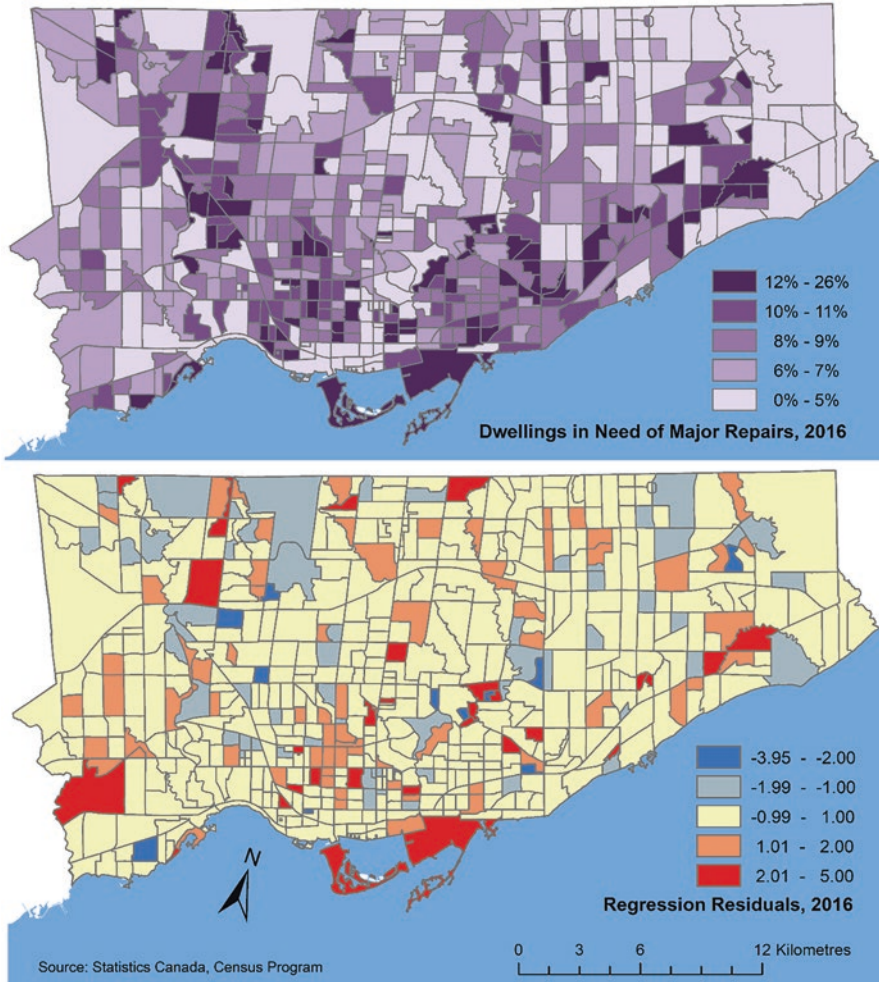 12% - 26%
10% - 11%
8% - 9%
6% - 7%
0% - 5%
Dwellings in Need of Major Repairs, 2016
-3.95 - -2.00
-1.99 - -1.00
-0.99 - 1.00
1.01 - 2.00
2.01 - 5.00
Regression Residuals, 2016
N
0 3 6 12 Kilometres
Source: Statistics Canada, Census Program